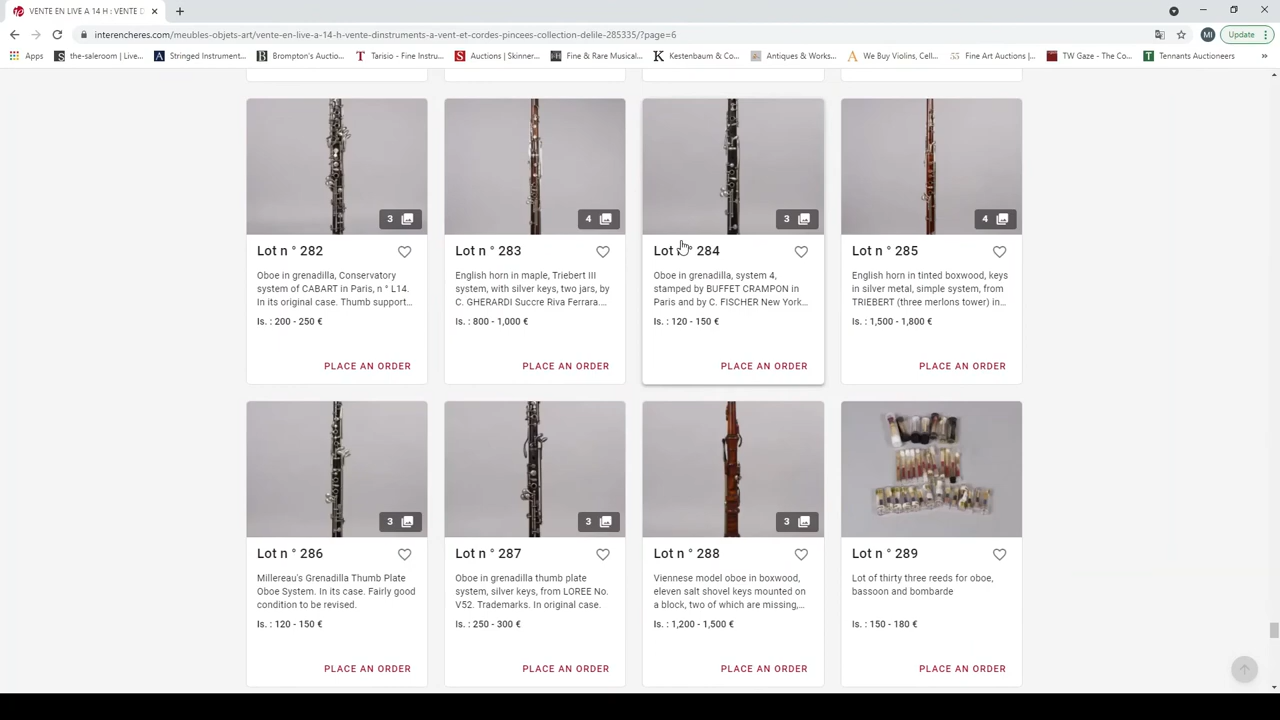 VENTE EN LIVE A 14 H : VENTE D
interencheres.com/meubles-objets-art/vente-en-live-a-14-h-vente-dinstruments-a-vent-et-cordes-pincees-collection-delile-285335/?page=6
MI
Update
Apps
the-saleroom | Live...
Stringed Instrument...
Brompton's Auctio...
Tarisio - Fine Instru...
Auctions | Skinner...
Fine & Rare Musical...
Kestenbaum & Co...
Antiques & Works...
We Buy Violins, Cell...
Fine Art Auctions |...
TW Gaze - The Co...
Tennants Auctioneers
»
3
4
3
4
Lot n ° 282
Lot n ° 283
Lot n ° 284
Lot n ° 285
Oboe in grenadilla, Conservatory
system of CABART in Paris, n ° L14.
In its original case. Thumb support...
English horn in maple, Triebert III
system, with silver keys, two jars, by
C. GHERARDI Succre Riva Ferrara....
Oboe in grenadilla, system 4,
stamped by BUFFET CRAMPON in
Paris and by C. FISCHER New York...
English horn in tinted boxwood, keys
in silver metal, simple system, from
TRIEBERT (three merlons tower) in...
Is. : 200 - 250 €
Is. : 800 - 1,000 €
Is. : 120 - 150 €
Is. : 1,500 - 1,800 €
PLACE AN ORDER
PLACE AN ORDER
PLACE AN ORDER
PLACE AN ORDER
3
3
3
Lot n ° 286
Lot n ° 287
Lot n ° 288
Lot n ° 289
Millereau's Grenadilla Thumb Plate
Oboe System. In its case. Fairly good
condition to be revised.
Oboe in grenadilla thumb plate
system, silver keys, from LOREE No.
V52. Trademarks. In original case.
Viennese model oboe in boxwood,
eleven salt shovel keys mounted on
a block, two of which are missing,...
Lot of thirty three reeds for oboe,
bassoon and bombarde
Is. : 120 - 150 €
Is. : 250 - 300 €
Is. : 1,200 - 1,500 €
Is. : 150 - 180 €
PLACE AN ORDER
PLACE AN ORDER
PLACE AN ORDER
PLACE AN ORDER